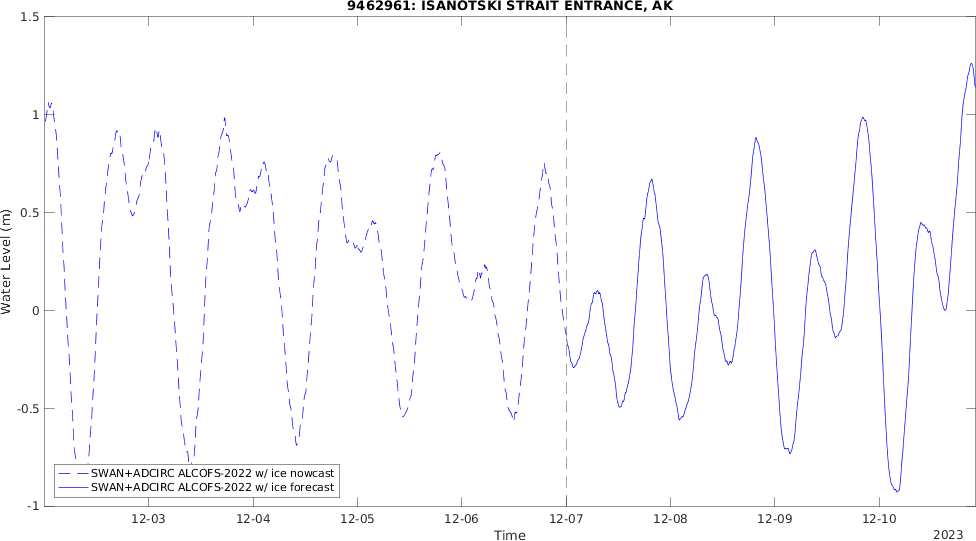 9462961: ISANOTSKI STRAIT ENTRANCE, AK
1.5
1
0.5
0
-0.5
-1
Water Level (m)
SWAN+ADCIRC ALCOFS-2022 w/ ice nowcast
SWAN+ADCIRC ALCOFS-2022 w/ ice forecast
12-03 12-04 12-05 12-06 12-07 12-08 12-09 12-10
Time
2023